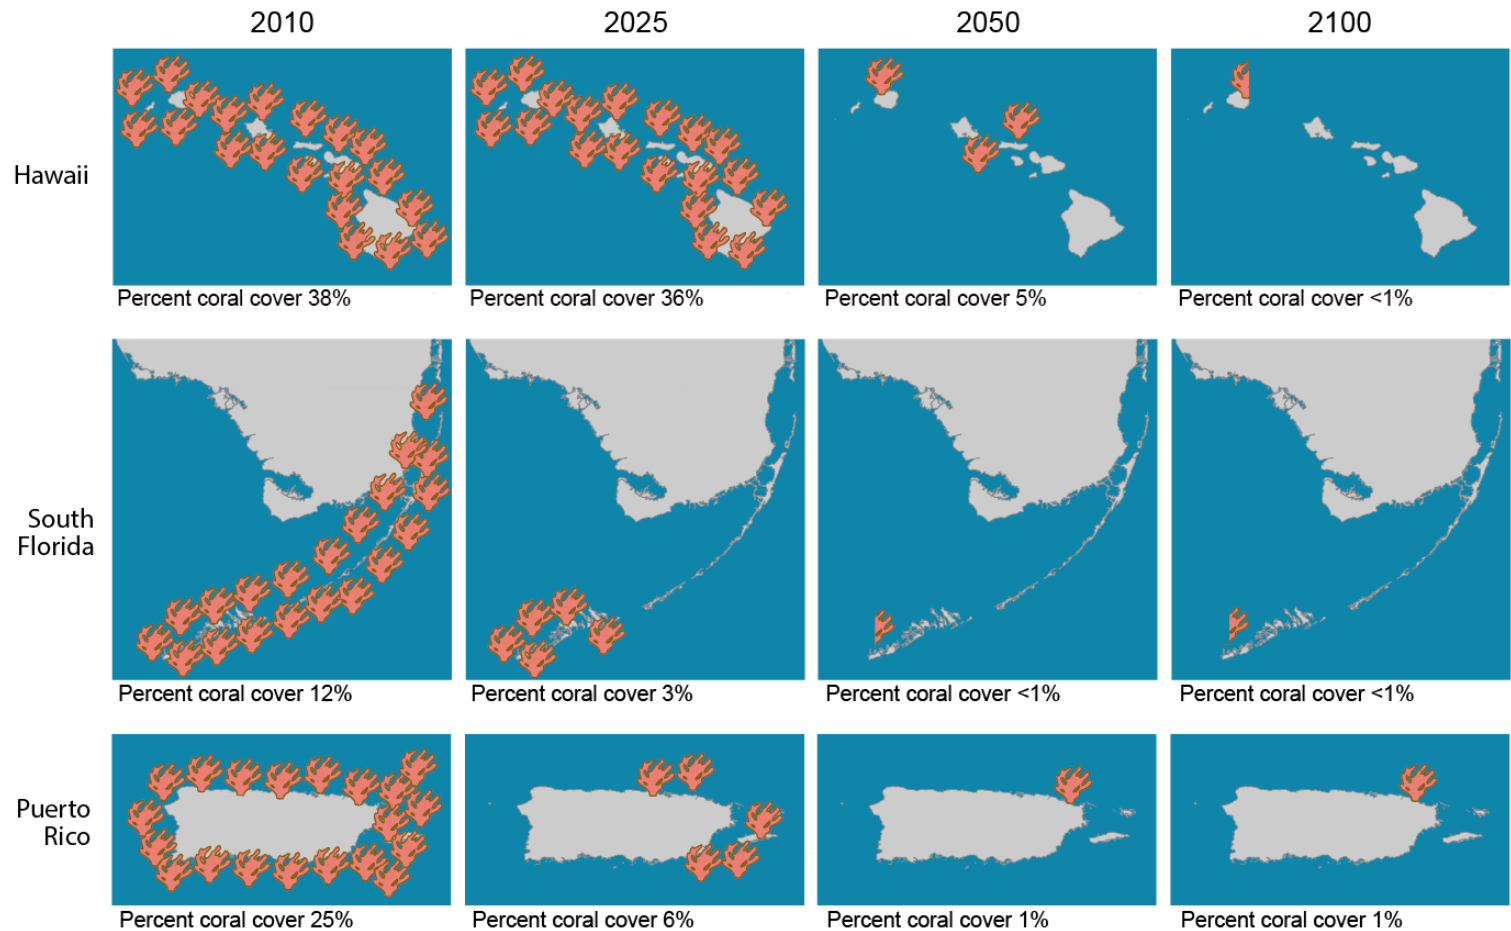 2010
2025
2050
2100
Hawaii
Percent coral cover 38%
Percent coral cover 36%
Percent coral cover 5%
Percent coral cover <1%
South
Florida
Percent coral cover 12%
Percent coral cover 3%
Percent coral cover <1%
Percent coral cover <1%
Puerto
Rico
Percent coral cover 25%
Percent coral cover 6%
Percent coral cover 1%
Percent coral cover 1%